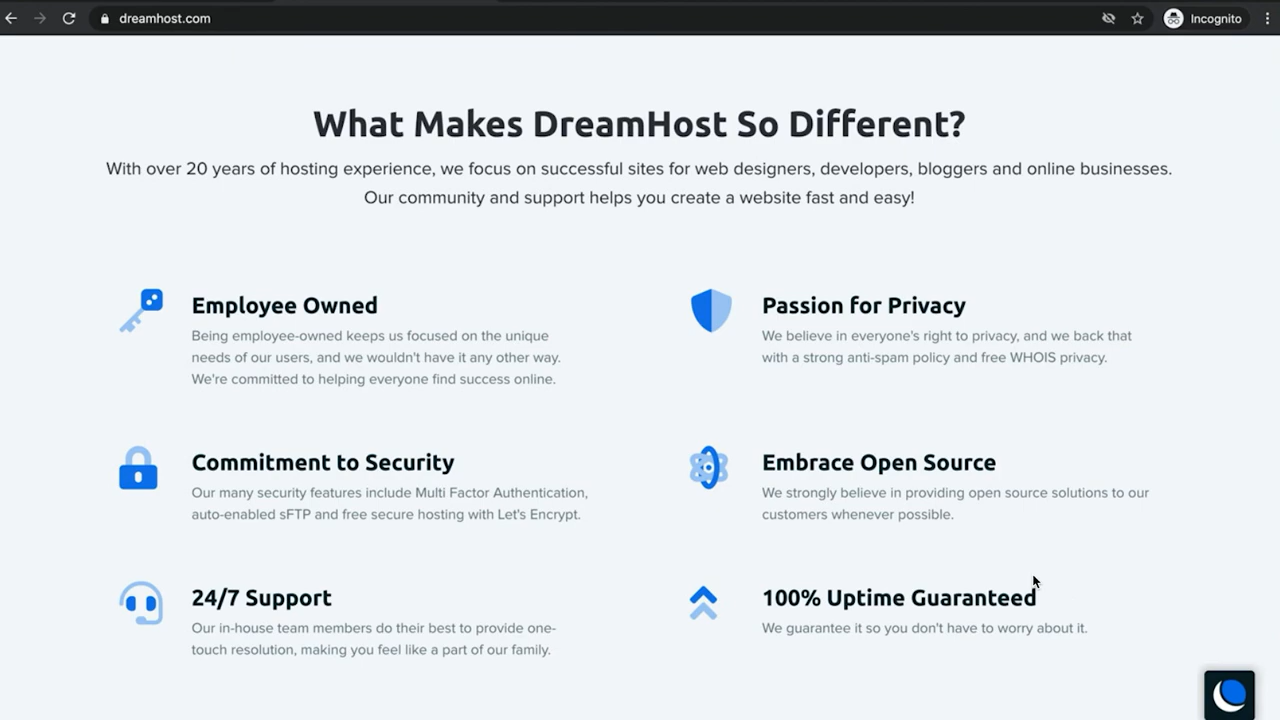 dreamhost.com
Incognito
What Makes DreamHost So Different?
With over 20 years of hosting experience, we focus on successful sites for web designers, developers, bloggers and online businesses.
Our community and support helps you create a website fast and easy!
Employee Owned
Being employee-owned keeps us focused on the unique
needs of our users, and we wouldn't have it any other way.
We're committed to helping everyone find success online.
Passion for Privacy
We believe in everyone's right to privacy, and we back that
with a strong anti-spam policy and free WHOIS privacy.
Commitment to Security
Our many security features include Multi Factor Authentication,
auto-enabled sFTP and free secure hosting with Let's Encrypt.
Embrace Open Source
We strongly believe in providing open source solutions to our
customers whenever possible.
24/7 Support
Our in-house team members do their best to provide one-
touch resolution, making you feel like a part of our family.
100% Uptime Guaranteed
We guarantee it so you don't have to worry about it.